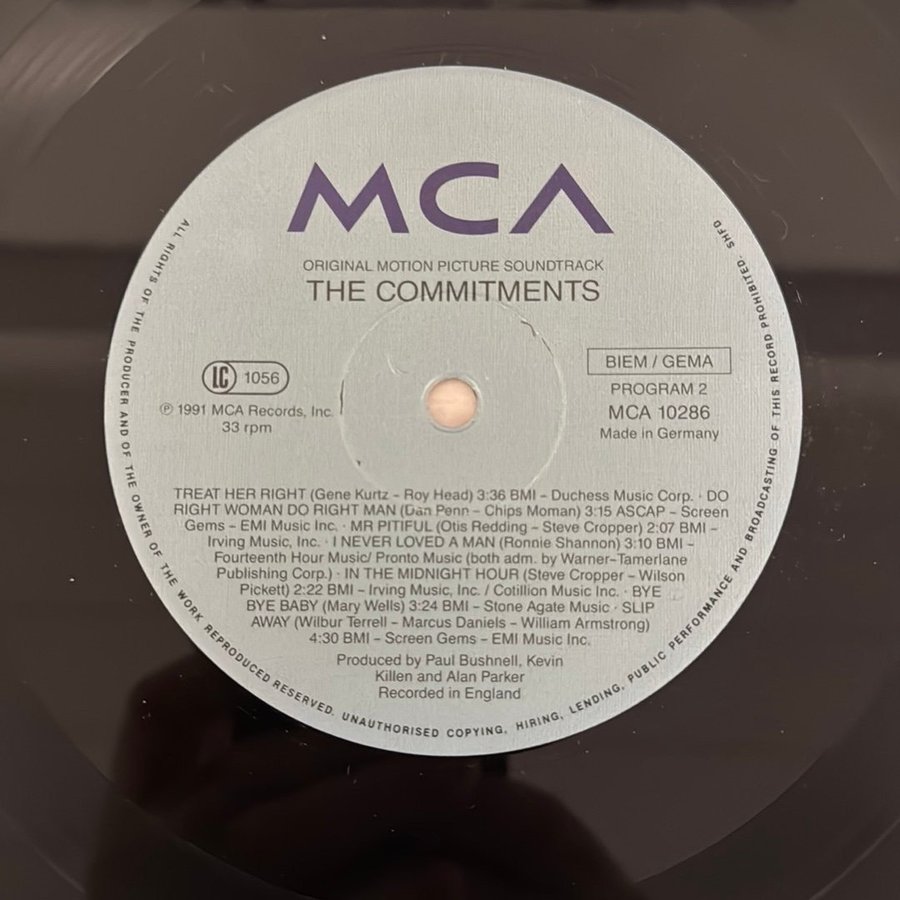 MCA
ORIGINAL MOTION PICTURE SOUNDTRACK
THE COMMITMENTS
LC 1056
℗ 1991 MCA Records, Inc.
33 rpm
BIEM / GEMA
PROGRAM 2
MCA 10286
Made in Germany
TREAT HER RIGHT (Gene Kurtz – Roy Head) 3:36 BMI – Duchess Music Corp. · DO
RIGHT WOMAN DO RIGHT MAN (Dan Penn – Chips Moman) 3:15 ASCAP – Screen
Gems – EMI Music Inc. · MR PITIFUL (Otis Redding – Steve Cropper) 2:07 BMI –
Irving Music, Inc. · I NEVER LOVED A MAN (Ronnie Shannon) 3:10 BMI –
Fourteenth Hour Music/ Pronto Music (both adm. by Warner–Tamerlane
Publishing Corp.) · IN THE MIDNIGHT HOUR (Steve Cropper – Wilson
Pickett) 2:22 BMI – Irving Music, Inc. / Cotillion Music Inc. · BYE
BYE BABY (Mary Wells) 3:24 BMI – Stone Agate Music · SLIP
AWAY (Wilbur Terrell – Marcus Daniels – William Armstrong)
4:30 BMI – Screen Gems – EMI Music Inc.
Produced by Paul Bushnell, Kevin
Killen and Alan Parker
Recorded in England
ALL RIGHTS OF THE PRODUCER AND OF THE OWNER OF THE WORK REPRODUCED RESERVED. UNAUTHORISED COPYING, HIRING, LENDING, PUBLIC PERFORMANCE AND BROADCASTING OF THIS RECORD PROHIBITED. SHFD